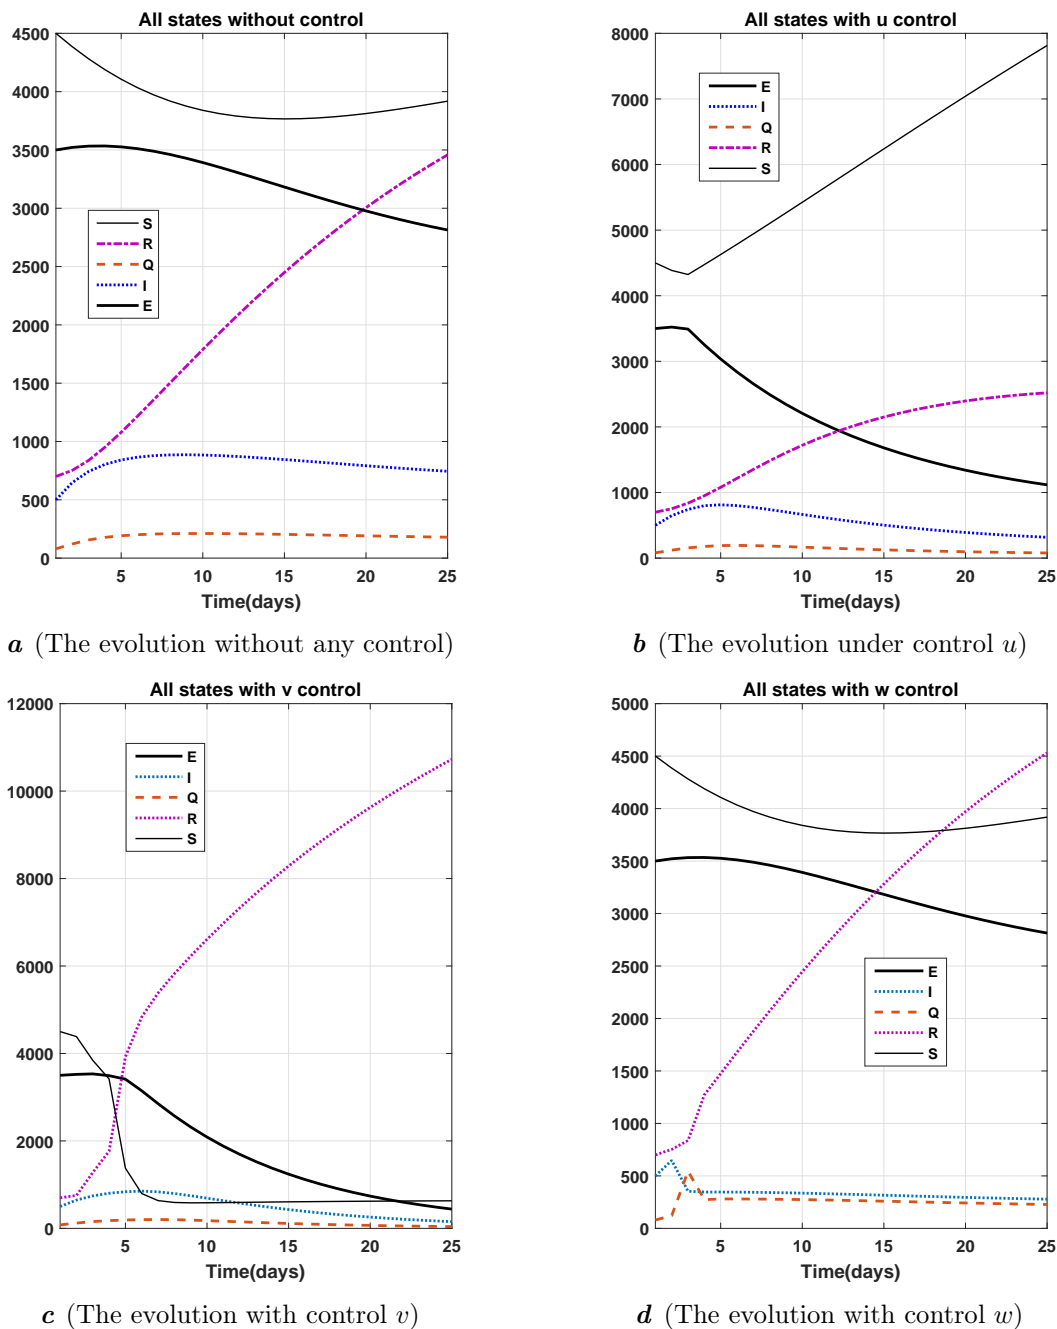 All states without control
4500
4000
3500
3000
2500
2000
1500
1000
500
0
S
R
Q
I
E
5 10 15 20 25
Time(days)
a (The evolution without any control)
All states with u control
8000
7000
6000
5000
4000
3000
2000
1000
0
E
I
Q
R
S
5 10 15 20 25
Time(days)
b (The evolution under control u)
All states with v control
12000
10000
8000
6000
4000
2000
0
E
I
Q
R
S
5 10 15 20 25
Time(days)
c (The evolution with control v)
All states with w control
5000
4500
4000
3500
3000
2500
2000
1500
1000
500
0
E
I
Q
R
S
5 10 15 20 25
Time(days)
d (The evolution with control w)